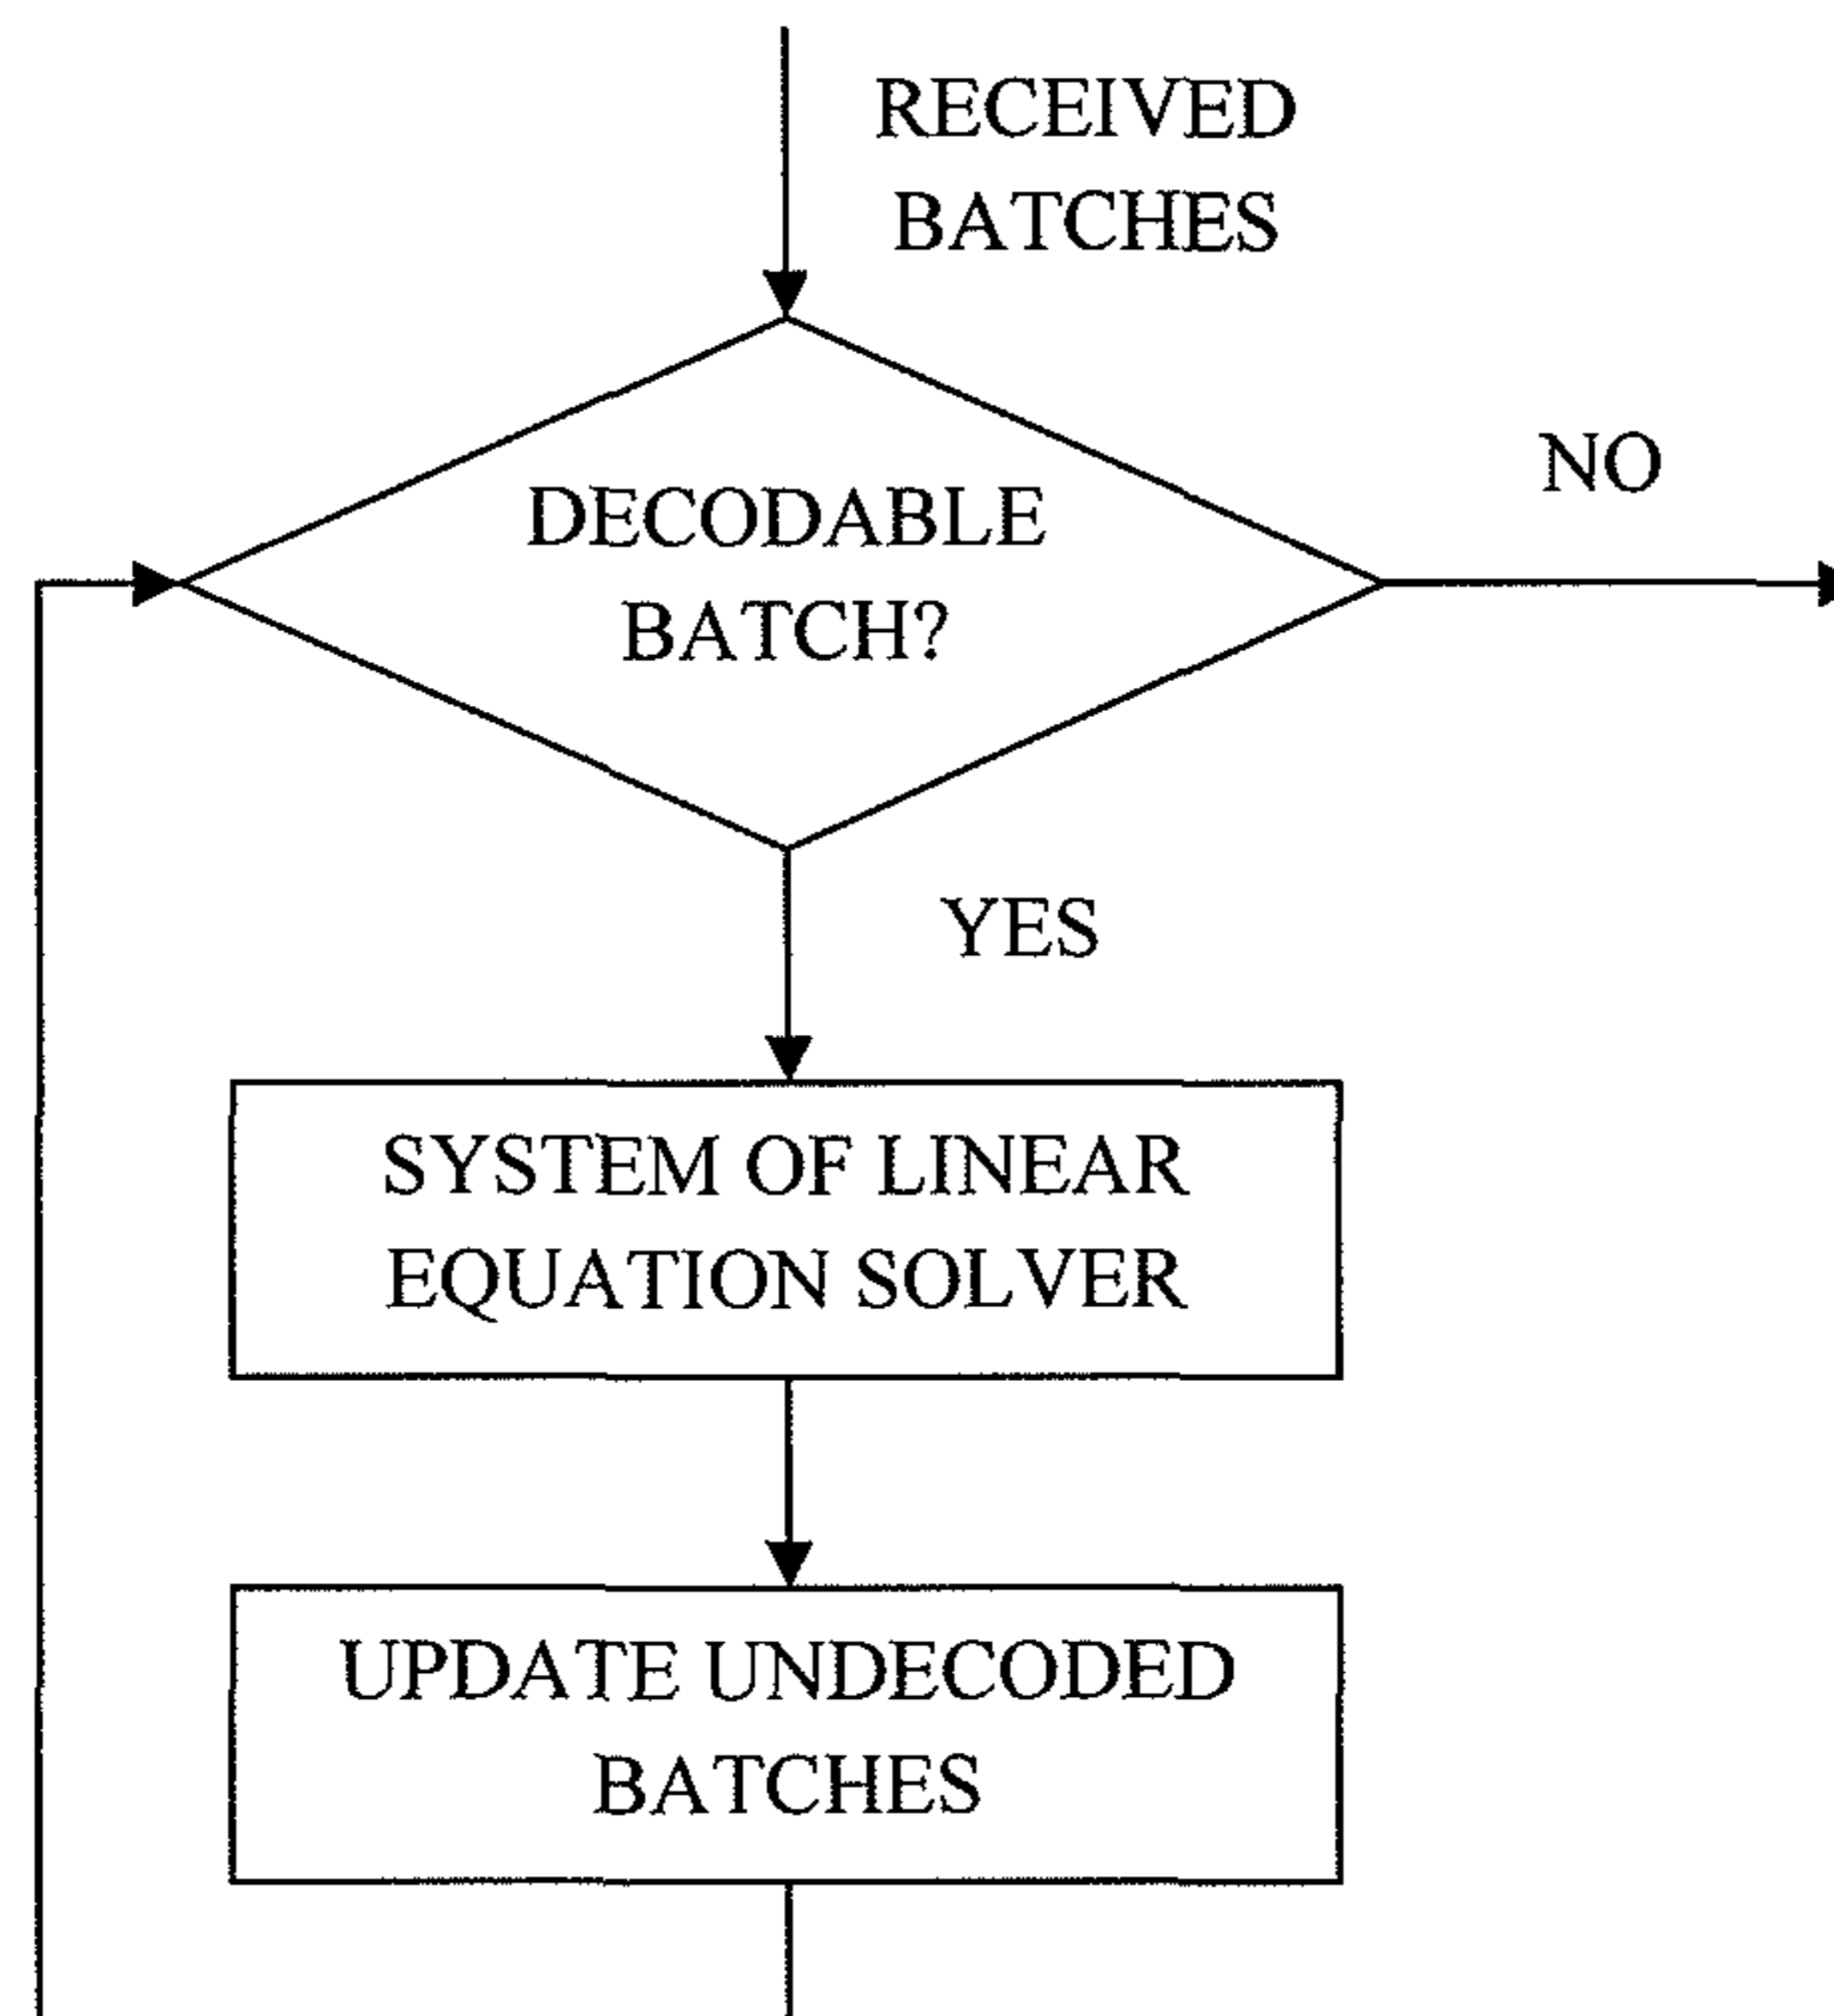 RECEIVED
BATCHES
NO
DECODABLE
BATCH?
YES
SYSTEM OF LINEAR
EQUATION SOLVER
UPDATE UNDECODED
BATCHES